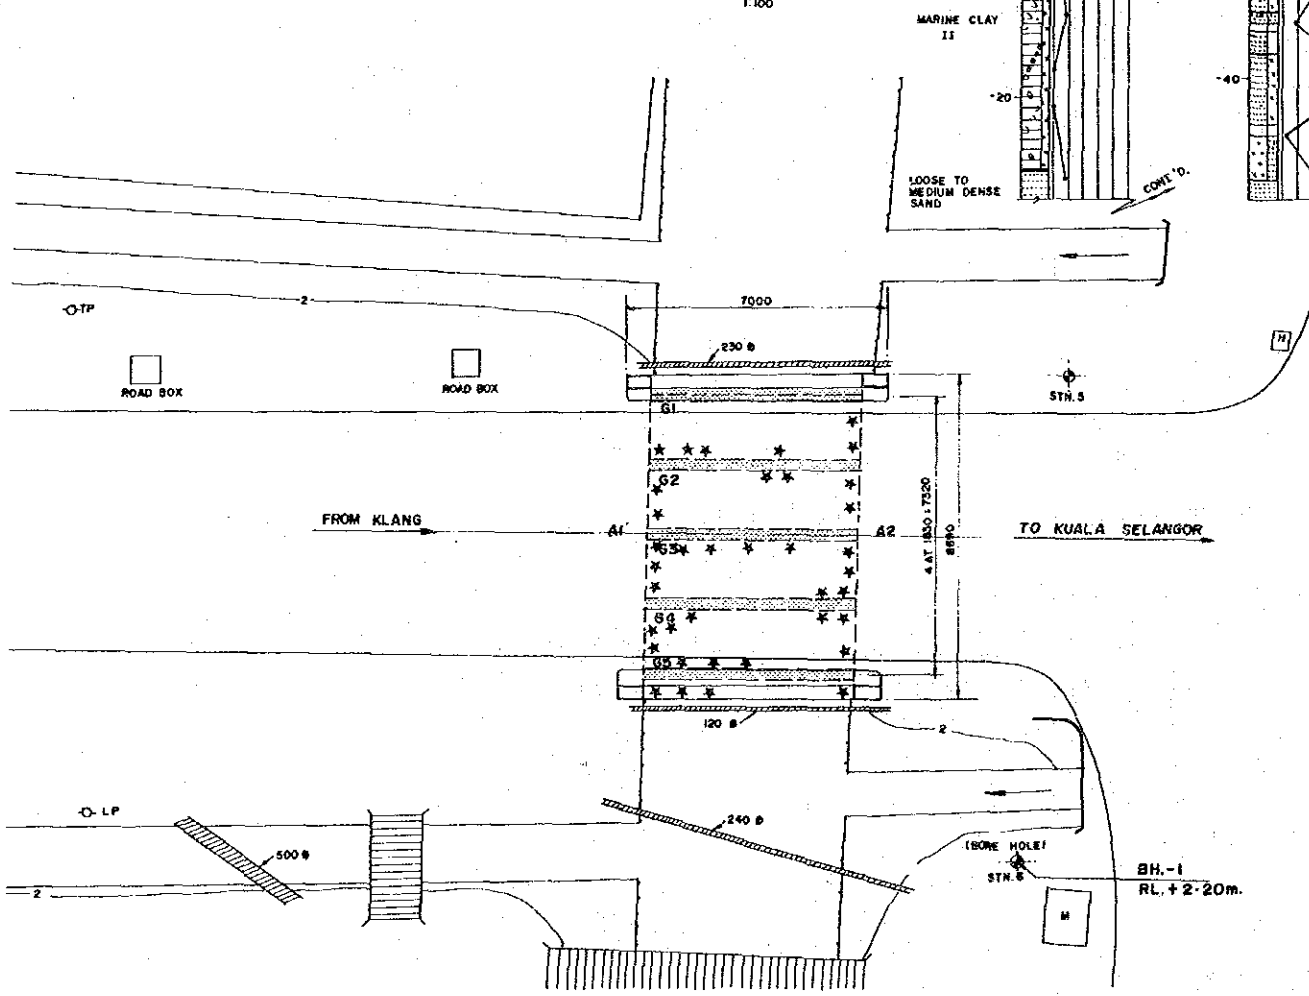 1:100
MARINE CLAY
II
-20
-40
LOOSE TO
MEDIUM DENSE
SAND
CONT'D.
2
TP
7000
230 Ø
H
ROAD BOX
ROAD BOX
STN. 5
G1
G2
FROM KLANG
A1
A2
TO KUALA SELANGOR
G3
4 AT 1830 = 7320
G4
G5
120 Ø
2
LP
240 Ø
500 Ø
(BORE HOLE)
STN. 6
BH.-1
RL. + 2·20m.
2
M